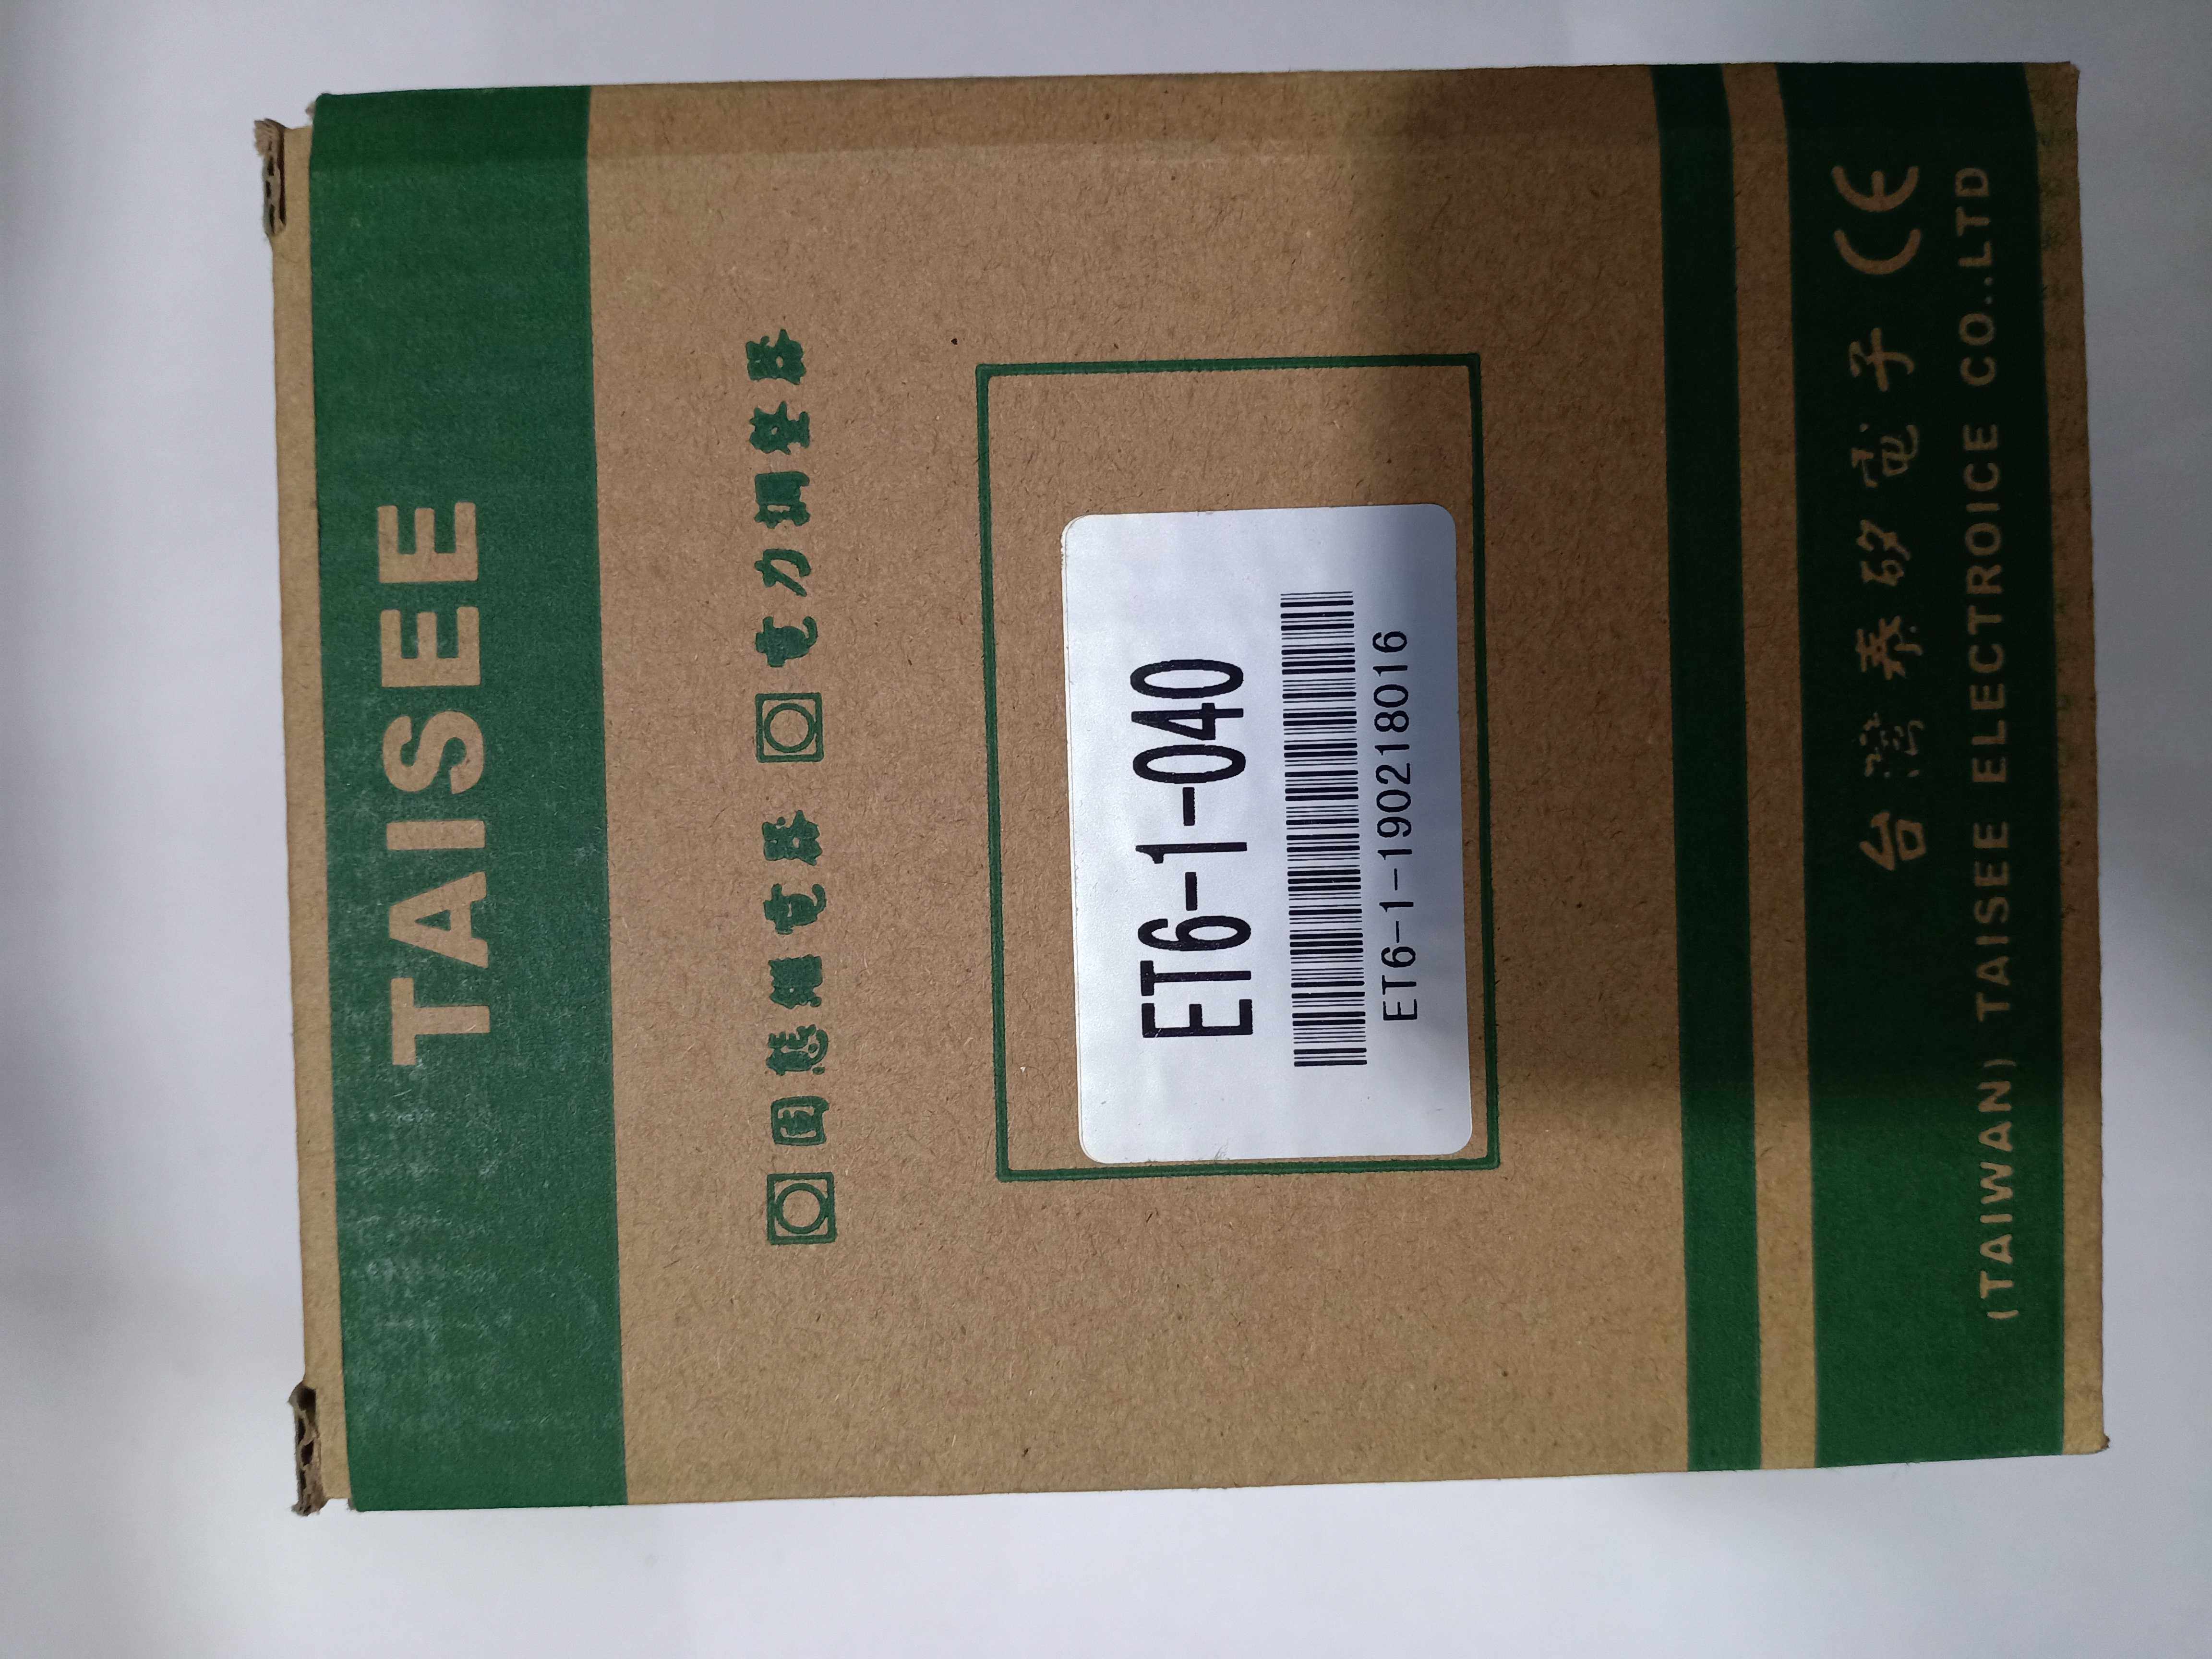 TAISEE
固態繼電器 電力調整器
ET6-1-040
ET6-1-190218016
台灣泰矽電子 CE
(TAIWAN) TAISEE ELECTROICE CO.,LTD